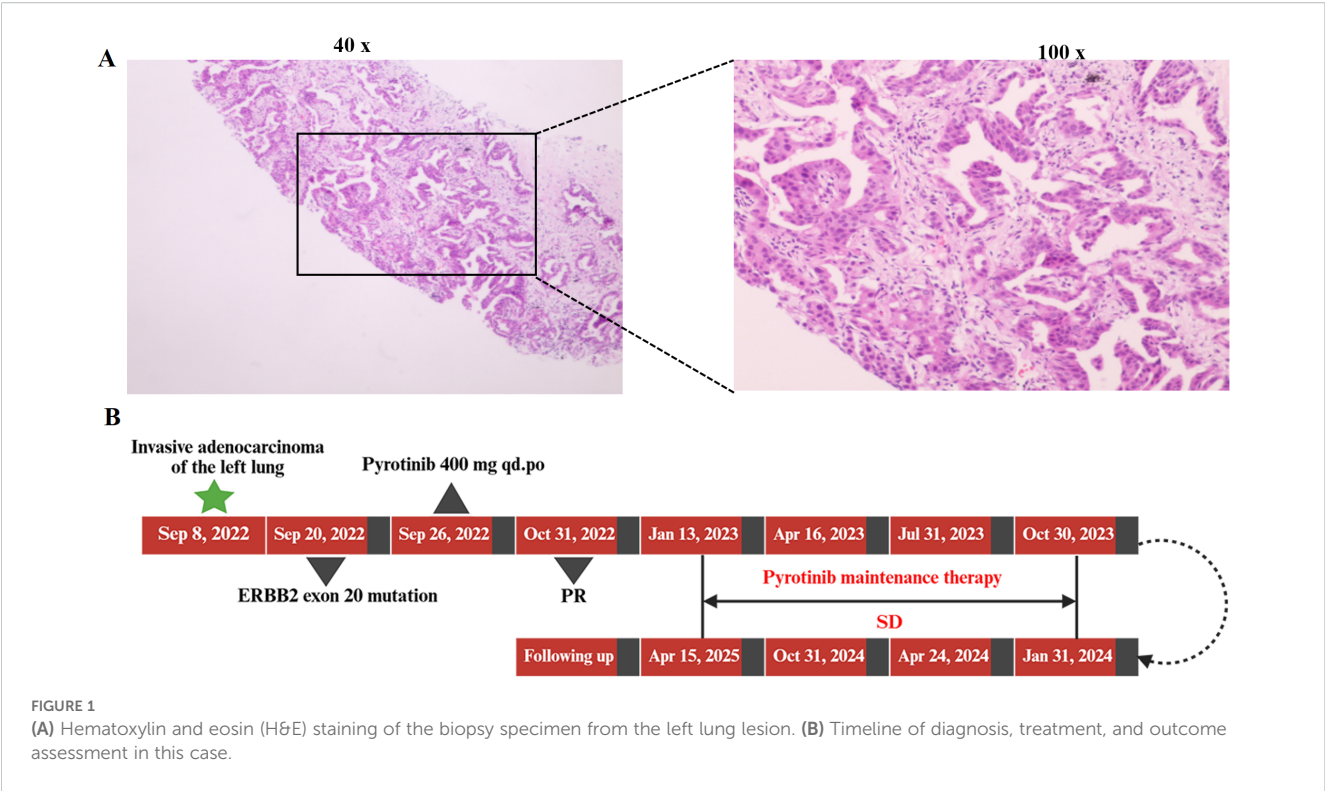 A
40 x
100 x
B
Invasive adenocarcinoma
of the left lung
Pyrotinib 400 mg qd.po
Sep 8, 2022
Sep 20, 2022
Sep 26, 2022
Oct 31, 2022
Jan 13, 2023
Apr 16, 2023
Jul 31, 2023
Oct 30, 2023
ERBB2 exon 20 mutation
PR
Pyrotinib maintenance therapy
SD
Following up
Apr 15, 2025
Oct 31, 2024
Apr 24, 2024
Jan 31, 2024
FIGURE 1
(A) Hematoxylin and eosin (H&E) staining of the biopsy specimen from the left lung lesion. (B) Timeline of diagnosis, treatment, and outcome
assessment in this case.